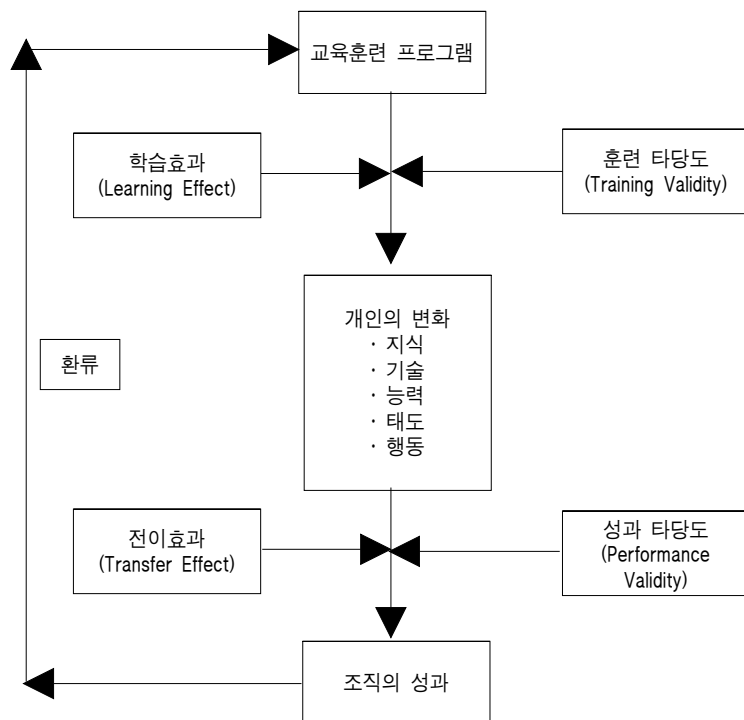 교육훈련 프로그램
학습효과
(Learning Effect)
훈련 타당도
(Training Validity)
개인의 변화
· 지식
· 기술
· 능력
· 태도
· 행동
환류
전이효과
(Transfer Effect)
성과 타당도
(Performance
Validity)
조직의 성과